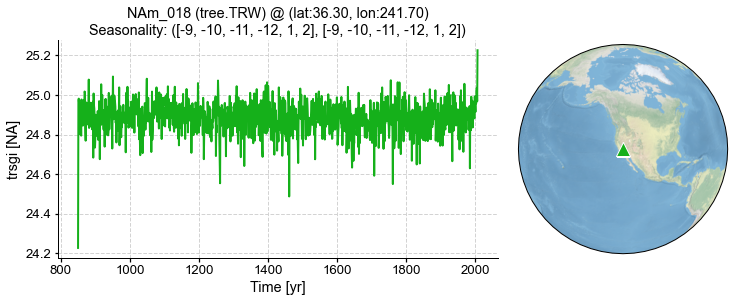 NAm_018 (tree.TRW) @ (lat:36.30, lon:241.70)
Seasonality: ([-9, -10, -11, -12, 1, 2], [-9, -10, -11, -12, 1, 2])
25.2
25.0
24.8
24.6
24.4
24.2
trsgi [NA]
800 1000 1200 1400 1600 1800 2000
Time [yr]